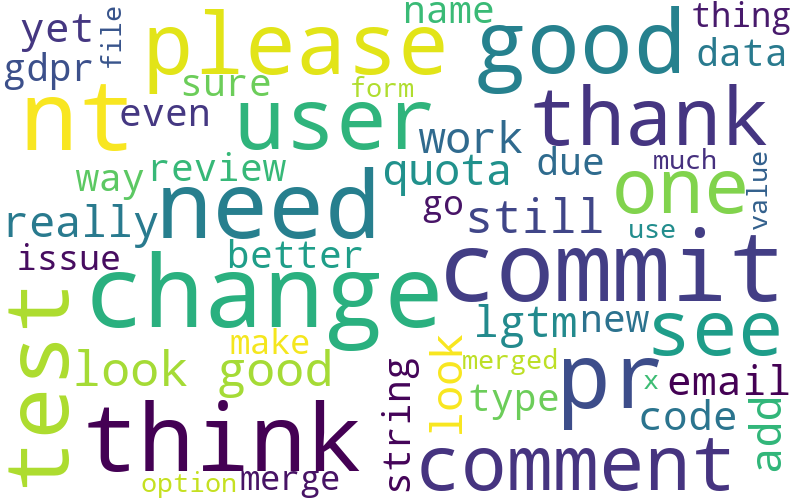 yet
file
please
name
good
thing
data
gdpr
sure
form
nt
even
user
work
thank
way
review
quota
due
much
one
value
really
need
go
still
use
issue
better
change
commit
test
lgtm
new
see
make
look good
look
merged
pr
x
email
type
string
code
add
think
option
merge
comment